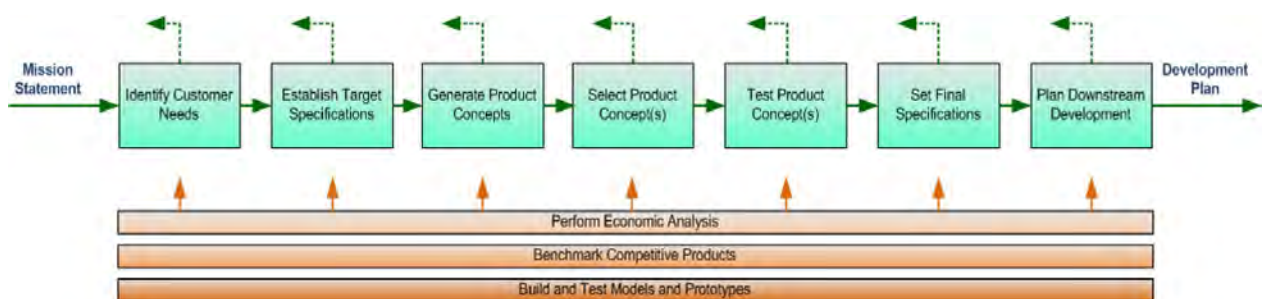 Mission
Statement
Identify Customer
Needs
Establish Target
Specifications
Generate Product
Concepts
Select Product
Concept(s)
Test Product
Concept(s)
Set Final
Specifications
Plan Downstream
Development
Development
Plan
Perform Economic Analysis
Benchmark Competitive Products
Build and Test Models and Prototypes